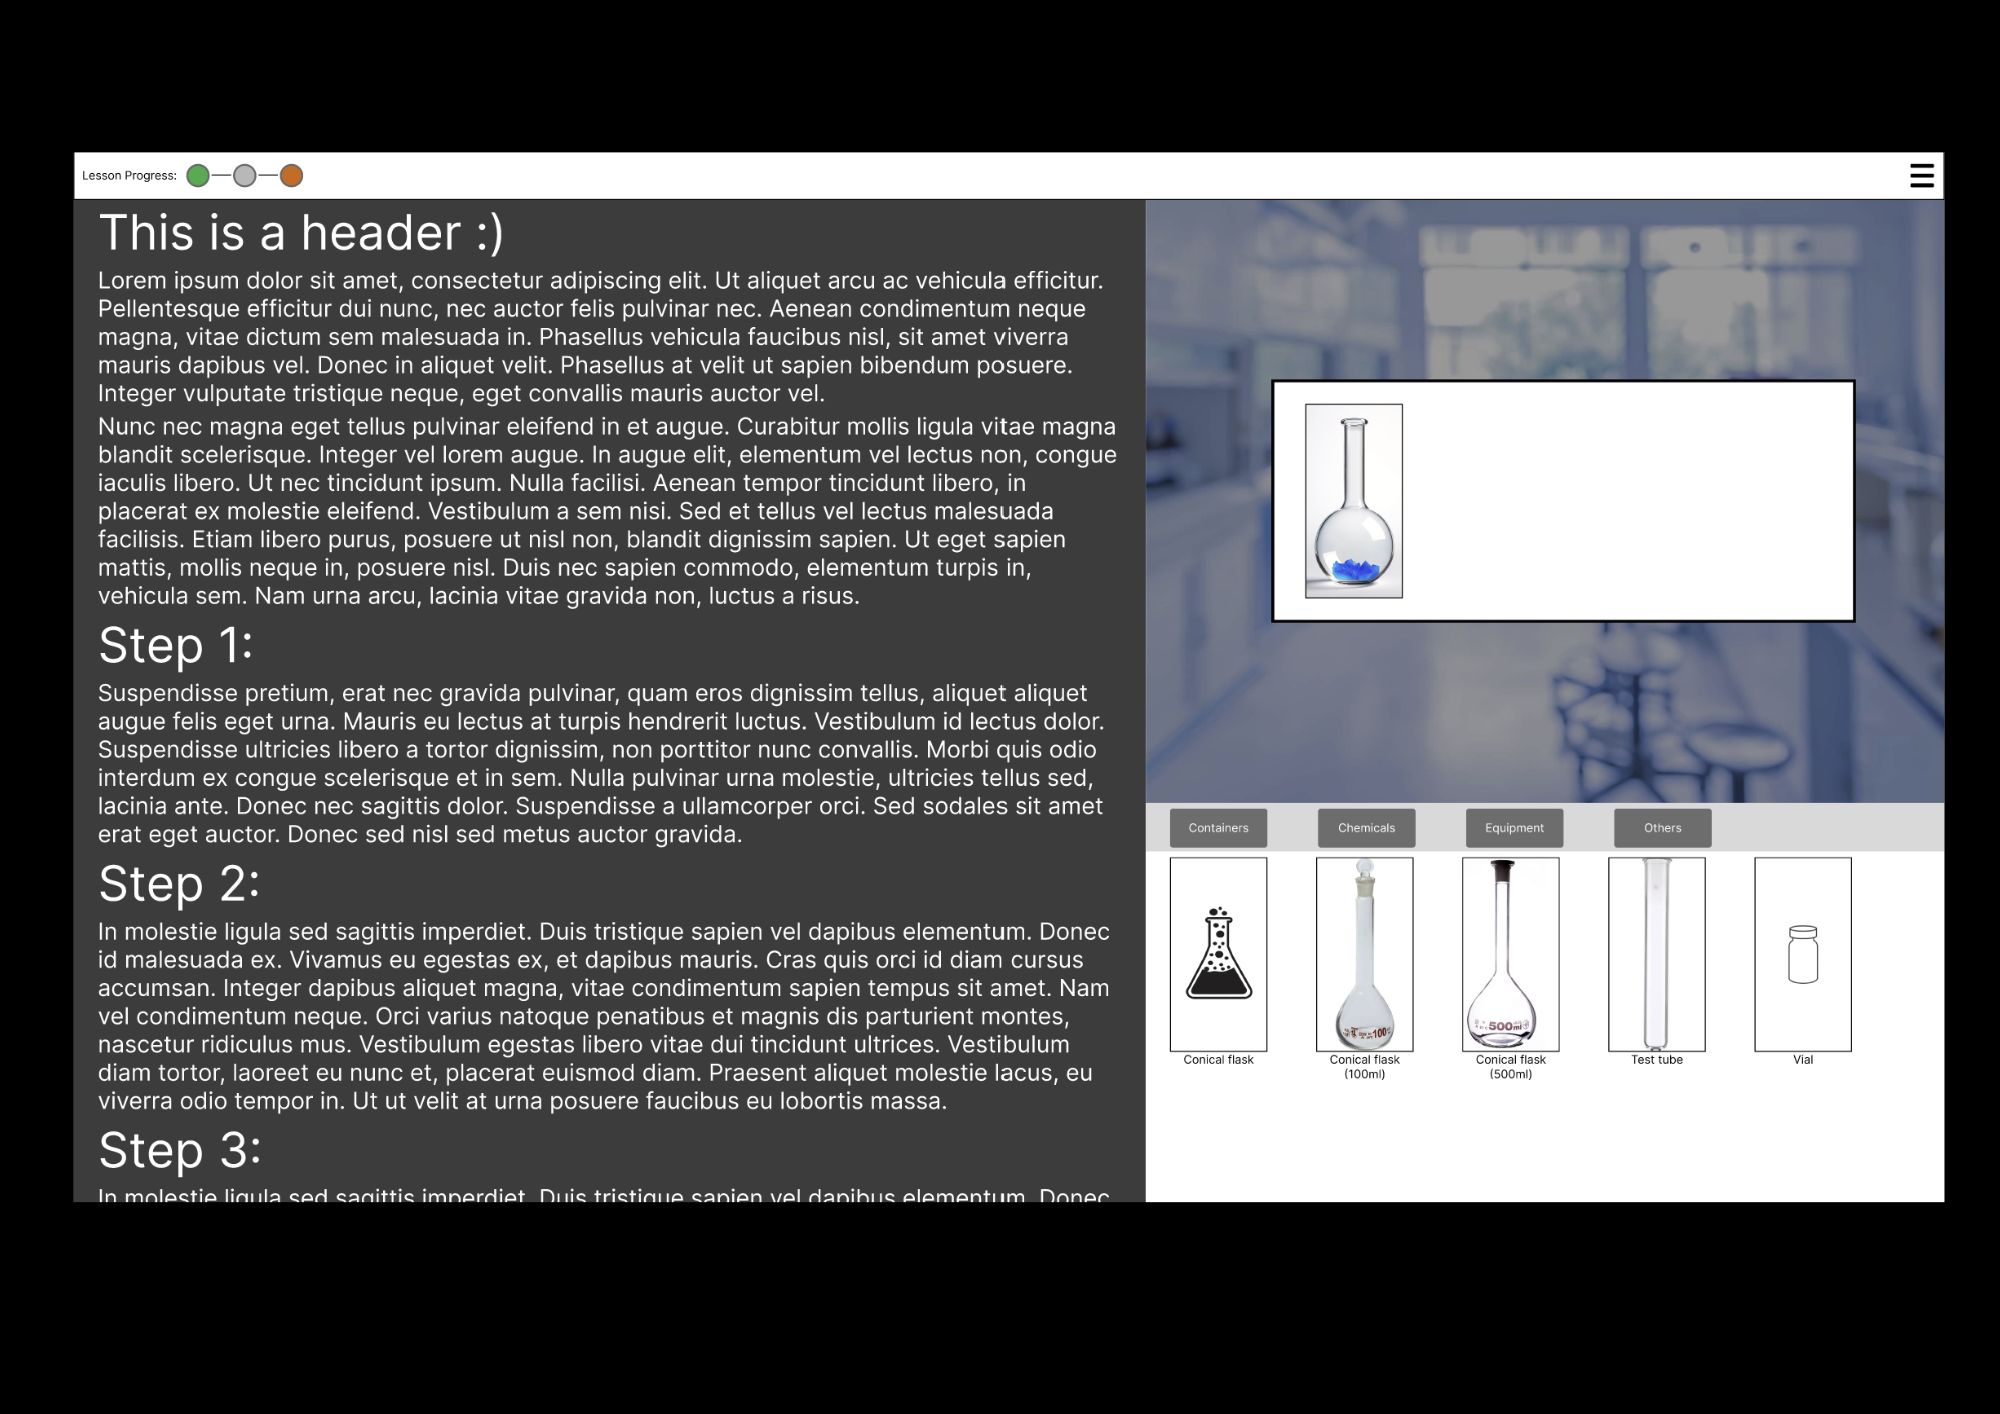 Lesson Progress:
This is a header :)
Lorem ipsum dolor sit amet, consectetur adipiscing elit. Ut aliquet arcu ac vehicula efficitur.
Pellentesque efficitur dui nunc, nec auctor felis pulvinar nec. Aenean condimentum neque
magna, vitae dictum sem malesuada in. Phasellus vehicula faucibus nisl, sit amet viverra
mauris dapibus vel. Donec in aliquet velit. Phasellus at velit ut sapien bibendum posuere.
Integer vulputate tristique neque, eget convallis mauris auctor vel.
Nunc nec magna eget tellus pulvinar eleifend in et augue. Curabitur mollis ligula vitae magna
blandit scelerisque. Integer vel lorem augue. In augue elit, elementum vel lectus non, congue
iaculis libero. Ut nec tincidunt ipsum. Nulla facilisi. Aenean tempor tincidunt libero, in
placerat ex molestie eleifend. Vestibulum a sem nisi. Sed et tellus vel lectus malesuada
facilisis. Etiam libero purus, posuere ut nisl non, blandit dignissim sapien. Ut eget sapien
mattis, mollis neque in, posuere nisl. Duis nec sapien commodo, elementum turpis in,
vehicula sem. Nam urna arcu, lacinia vitae gravida non, luctus a risus.
Step 1:
Suspendisse pretium, erat nec gravida pulvinar, quam eros dignissim tellus, aliquet aliquet
augue felis eget urna. Mauris eu lectus at turpis hendrerit luctus. Vestibulum id lectus dolor.
Suspendisse ultricies libero a tortor dignissim, non porttitor nunc convallis. Morbi quis odio
interdum ex congue scelerisque et in sem. Nulla pulvinar urna molestie, ultricies tellus sed,
lacinia ante. Donec nec sagittis dolor. Suspendisse a ullamcorper orci. Sed sodales sit amet
erat eget auctor. Donec sed nisl sed metus auctor gravida.
Step 2:
In molestie ligula sed sagittis imperdiet. Duis tristique sapien vel dapibus elementum. Donec
id malesuada ex. Vivamus eu egestas ex, et dapibus mauris. Cras quis orci id diam cursus
accumsan. Integer dapibus aliquet magna, vitae condimentum sapien tempus sit amet. Nam
vel condimentum neque. Orci varius natoque penatibus et magnis dis parturient montes,
nascetur ridiculus mus. Vestibulum egestas libero vitae dui tincidunt ultrices. Vestibulum
diam tortor, laoreet eu nunc et, placerat euismod diam. Praesent aliquet molestie lacus, eu
viverra odio tempor in. Ut ut velit at urna posuere faucibus eu lobortis massa.
Step 3:
In molestie ligula sed sagittis imperdiet. Duis tristique sapien vel dapibus elementum. Donec
Containers
Chemicals
Equipment
Others
100
500ml
Conical flask
Conical flask
(100ml)
Conical flask
(500ml)
Test tube
Vial